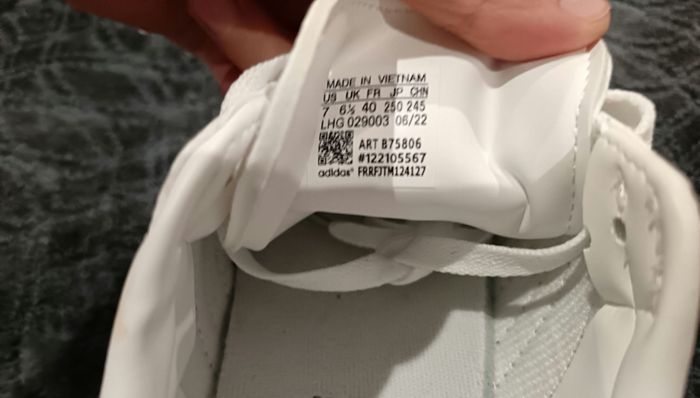 MADE IN VIETNAM
US UK FR JP CHN
7 6½ 40 250 245
LHG 029003 06/22
ART B75806
#122105567
adidas® FRRFJTM124127